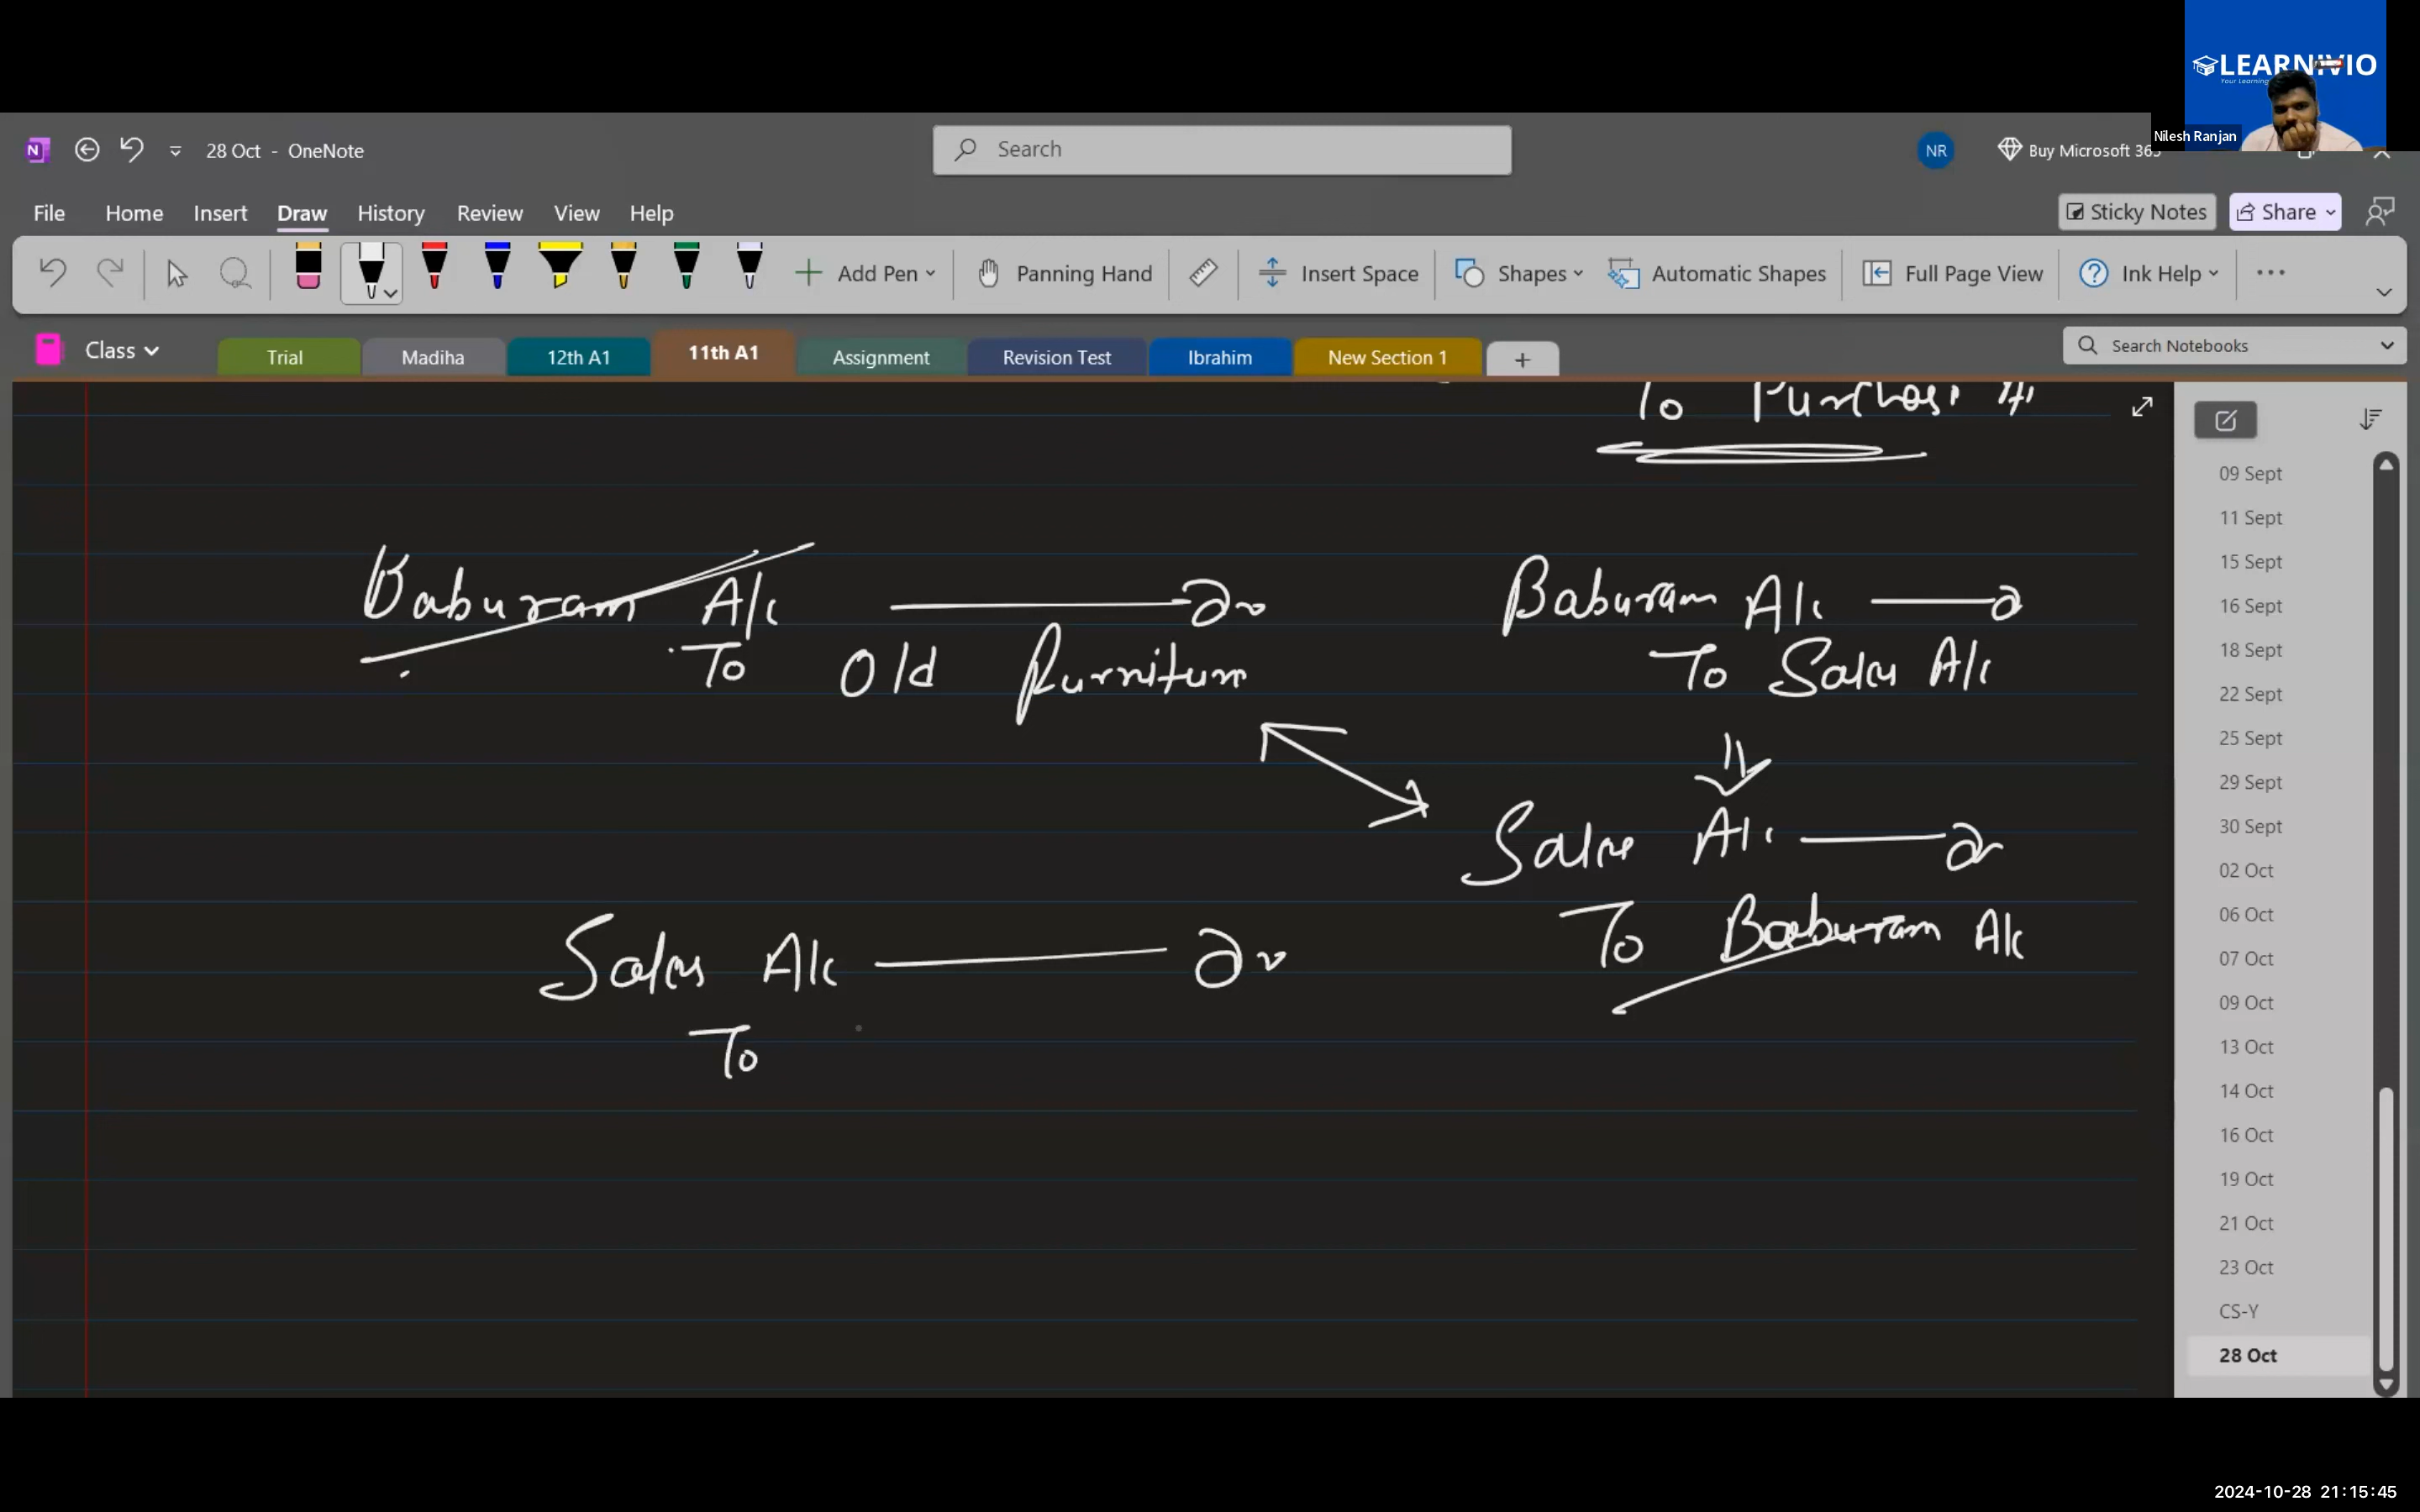 LEARNIVIO
Nilesh Ranjan
28 Oct - OneNote
Search
NR
Buy Microsoft 365
File Home Insert Draw History Review View Help
Sticky Notes
Share
Add Pen
Panning Hand
Insert Space
Shapes
Automatic Shapes
Full Page View
Ink Help
Class
Trial
Madiha
12th A1
11th A1
Assignment
Revision Test
Ibrahim
New Section 1
Search Notebooks
To Purchas
Baburam A/c Dr
To Old furniture
Baburam A/c D
To Sales A/c
Sales A/c Dr
To Baburam A/c
Sales A/c Dr
To
09 Sept
11 Sept
15 Sept
16 Sept
18 Sept
22 Sept
25 Sept
29 Sept
30 Sept
02 Oct
06 Oct
07 Oct
09 Oct
13 Oct
14 Oct
16 Oct
19 Oct
21 Oct
23 Oct
CS-Y
28 Oct
2024-10-28 21:15:45